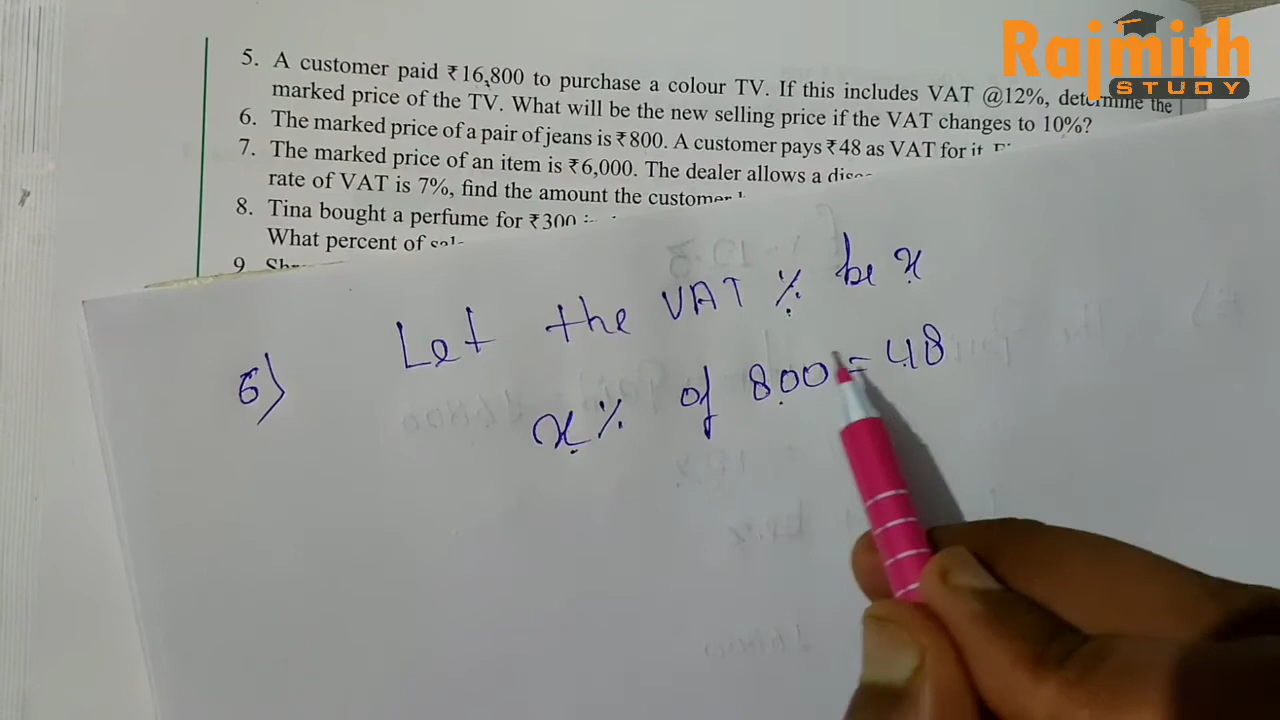 Rajmith
STUDY
5. A customer paid ₹16,800 to purchase a colour TV. If this includes VAT @12%, determine the
marked price of the TV. What will be the new selling price if the VAT changes to 10%?
6. The marked price of a pair of jeans is ₹800. A customer pays ₹48 as VAT for it.
7. The marked price of an item is ₹6,000. The dealer allows a
rate of VAT is 7%, find the amount the customer
8. Tina bought a perfume for ₹300
What percent of
9
6) Let the VAT % be x
x% of 800 = 48